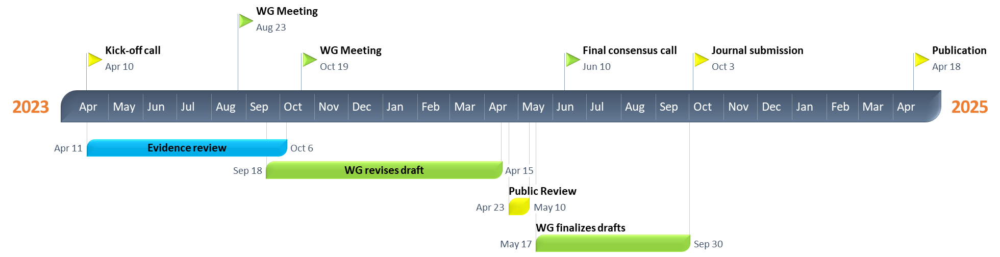 WG Meeting
Aug 23
Kick-off call
Apr 10
WG Meeting
Oct 19
Final consensus call
Jun 10
Journal submission
Oct 3
Publication
Apr 18
2023 Apr May Jun Jul Aug Sep Oct Nov Dec Jan Feb Mar Apr May Jun Jul Aug Sep Oct Nov Dec Jan Feb Mar Apr 2025
Apr 11 Evidence review Oct 6
Sep 18 WG revises draft Apr 15
Public Review
Apr 23 May 10
WG finalizes drafts
May 17 Sep 30